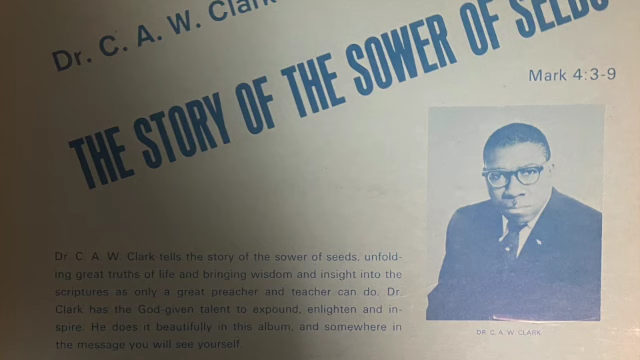 Dr. C. A. W. Clark
THE STORY OF THE SOWER OF SEEDS
Mark 4:3-9
Dr. C. A. W. Clark tells the story of the sower of seeds, unfold-
ing great truths of life and bringing wisdom and insight into the
scriptures as only a great preacher and teacher can do. Dr.
Clark has the God-given talent to expound, enlighten and in-
spire. He does it beautifully in this album, and somewhere in
the message you will see yourself.
DR. C. A. W. CLARK